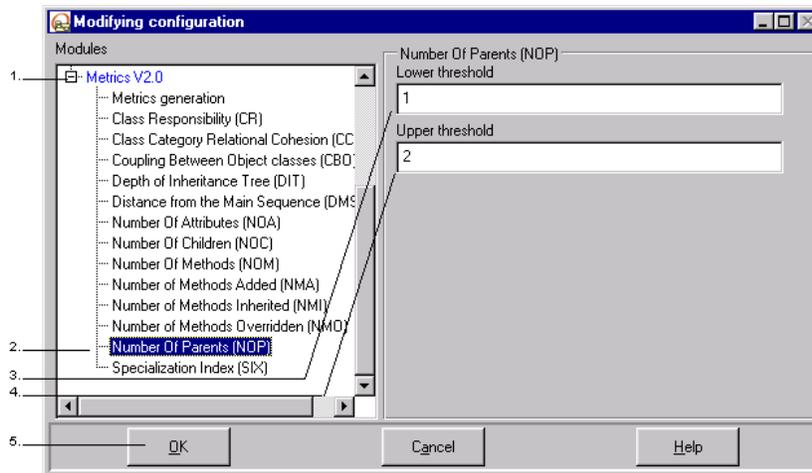 Modifying configuration
Modules
1.
Metrics V2.0
Metrics generation
Class Responsibility (CR)
Class Category Relational Cohesion (CC
Coupling Between Object classes (CBO)
Depth of Inheritance Tree (DIT)
Distance from the Main Sequence (DMS
Number Of Attributes (NOA)
Number Of Children (NOC)
Number Of Methods (NOM)
Number of Methods Added (NMA)
Number of Methods Inherited (NMI)
Number of Methods Overridden (NMO)
2.
Number Of Parents (NOP)
Specialization Index (SIX)
3.
4.
Number Of Parents (NOP)
Lower threshold
1
Upper threshold
2
5.
OK
Cancel
Help